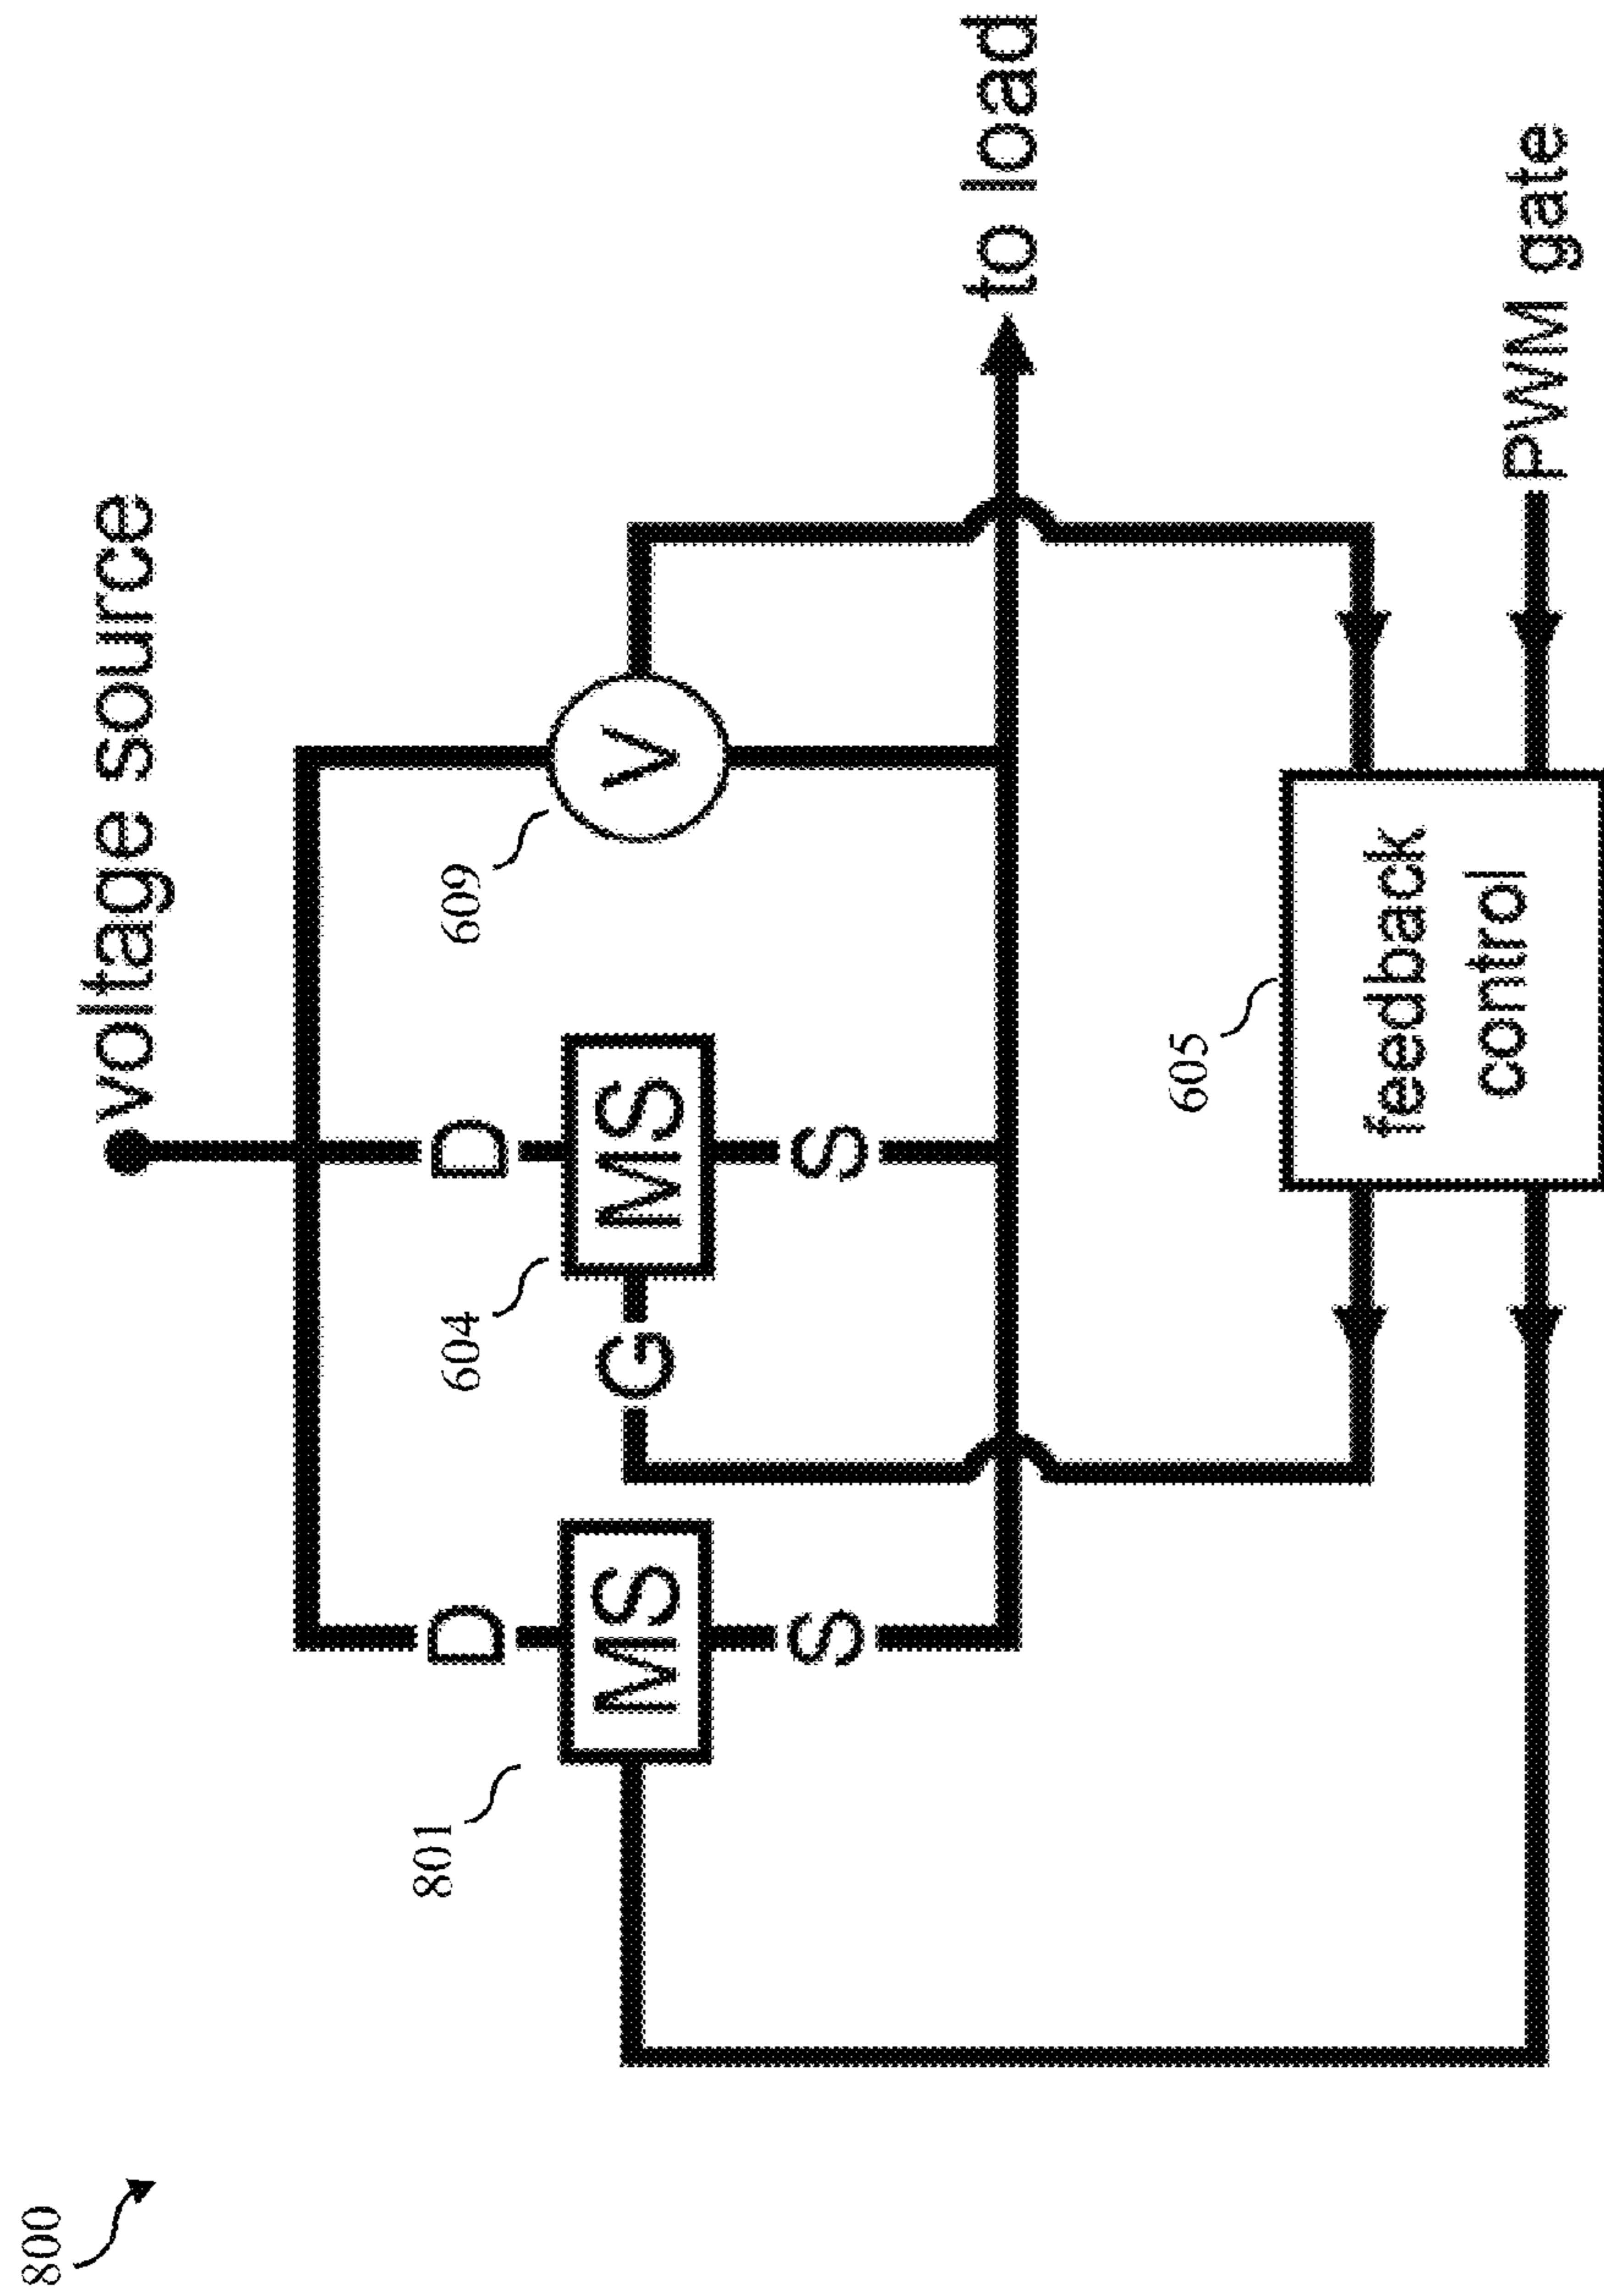 800
voltage source
D
D
801
MS
604
MS
609
V
G
S
S
to load
605
feedback
control
PWM gate